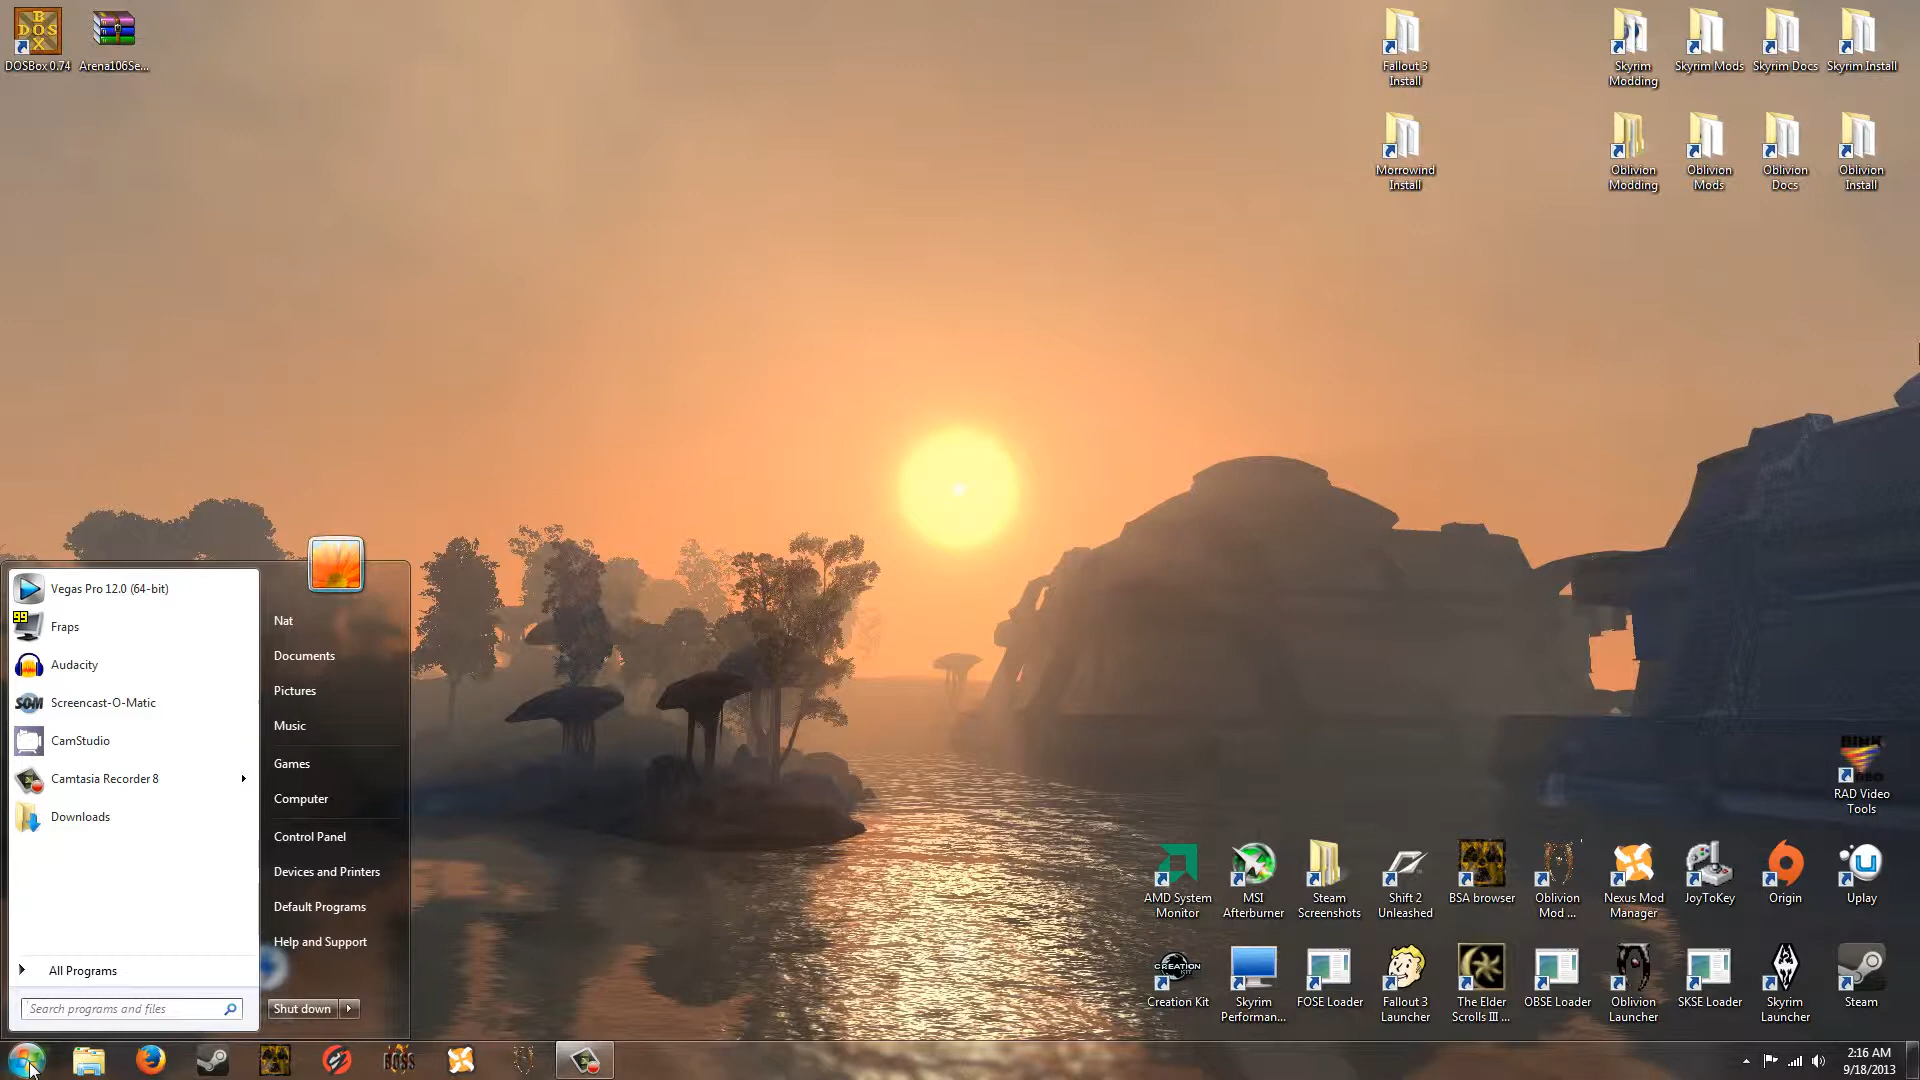 DOSBox 0.74
Arena106Se...
Fallout 3
Install
Skyrim
Modding
Skyrim Mods
Skyrim Docs
Skyrim Install
Morrowind
Install
Oblivion
Modding
Oblivion
Mods
Oblivion
Docs
Oblivion
Install
Vegas Pro 12.0 (64-bit)
99
Fraps
Audacity
SOM
Screencast-O-Matic
CamStudio
Camtasia Recorder 8
Downloads
All Programs
Search programs and files
Nat
Documents
Pictures
Music
Games
Computer
Control Panel
Devices and Printers
Default Programs
Help and Support
Shut down
RAD Video
Tools
AMD System
Monitor
MSI
Afterburner
Steam
Screenshots
Shift 2
Unleashed
BSA browser
Oblivion
Mod ...
Nexus Mod
Manager
JoyToKey
Origin
Uplay
CREATION
KIT
Creation Kit
Skyrim
Performan...
FOSE Loader
Fallout 3
Launcher
The Elder
Scrolls III ...
OBSE Loader
Oblivion
Launcher
SKSE Loader
Skyrim
Launcher
Steam
BOSS
2:16 AM
9/18/2013